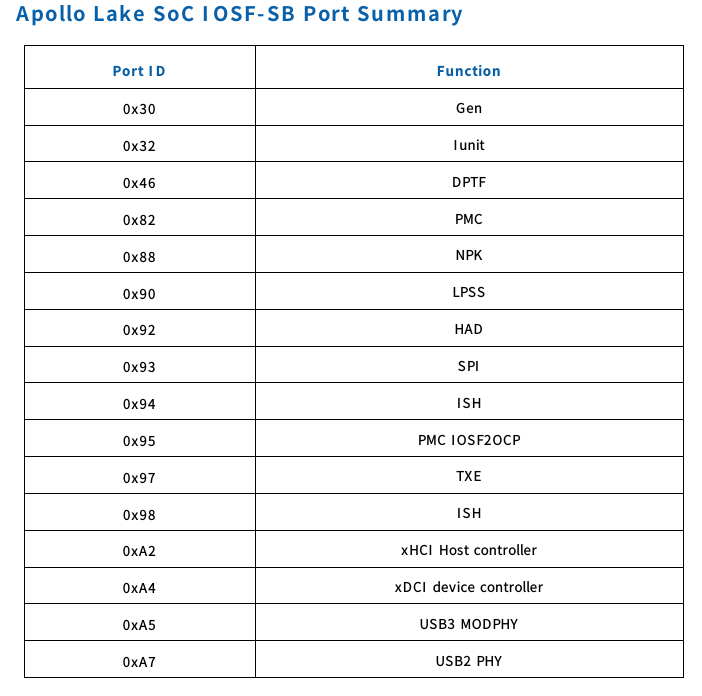 Apollo Lake SoC IOSF-SB Port Summary
Port ID Function
0x30 Gen
0x32 Iunit
0x46 DPTF
0x82 PMC
0x88 NPK
0x90 LPSS
0x92 HAD
0x93 SPI
0x94 ISH
0x95 PMC IOSF2OCP
0x97 TXE
0x98 ISH
0xA2 xHCI Host controller
0xA4 xDCI device controller
0xA5 USB3 MODPHY
0xA7 USB2 PHY